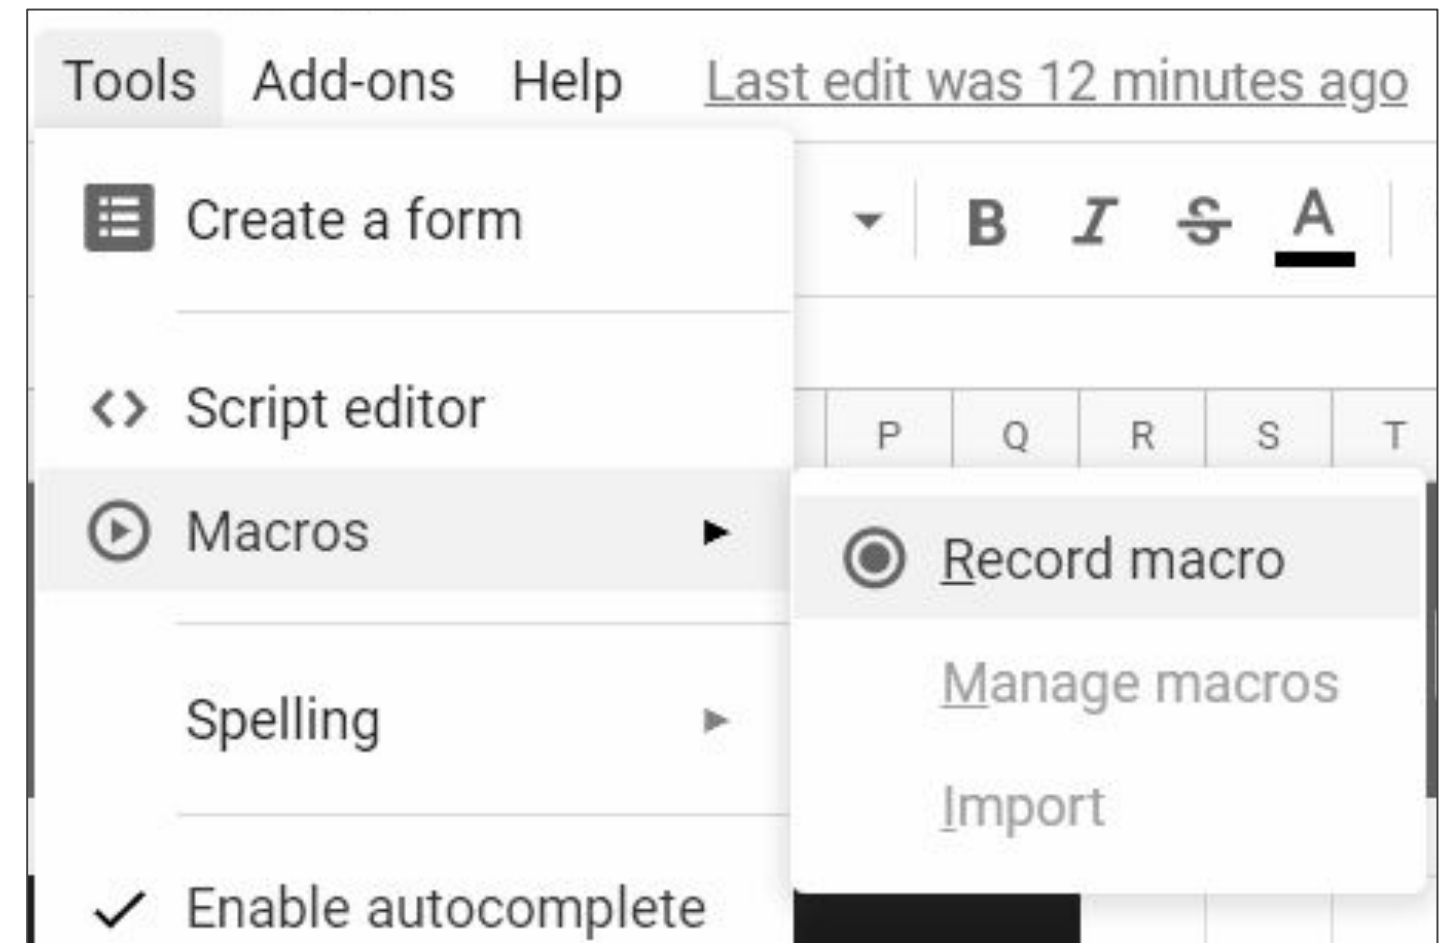 Tools Add-ons Help Last edit was 12 minutes ago
Create a form
B I S A
Script editor
P Q R S T
Macros
Record macro
Manage macros
Spelling
Import
Enable autocomplete